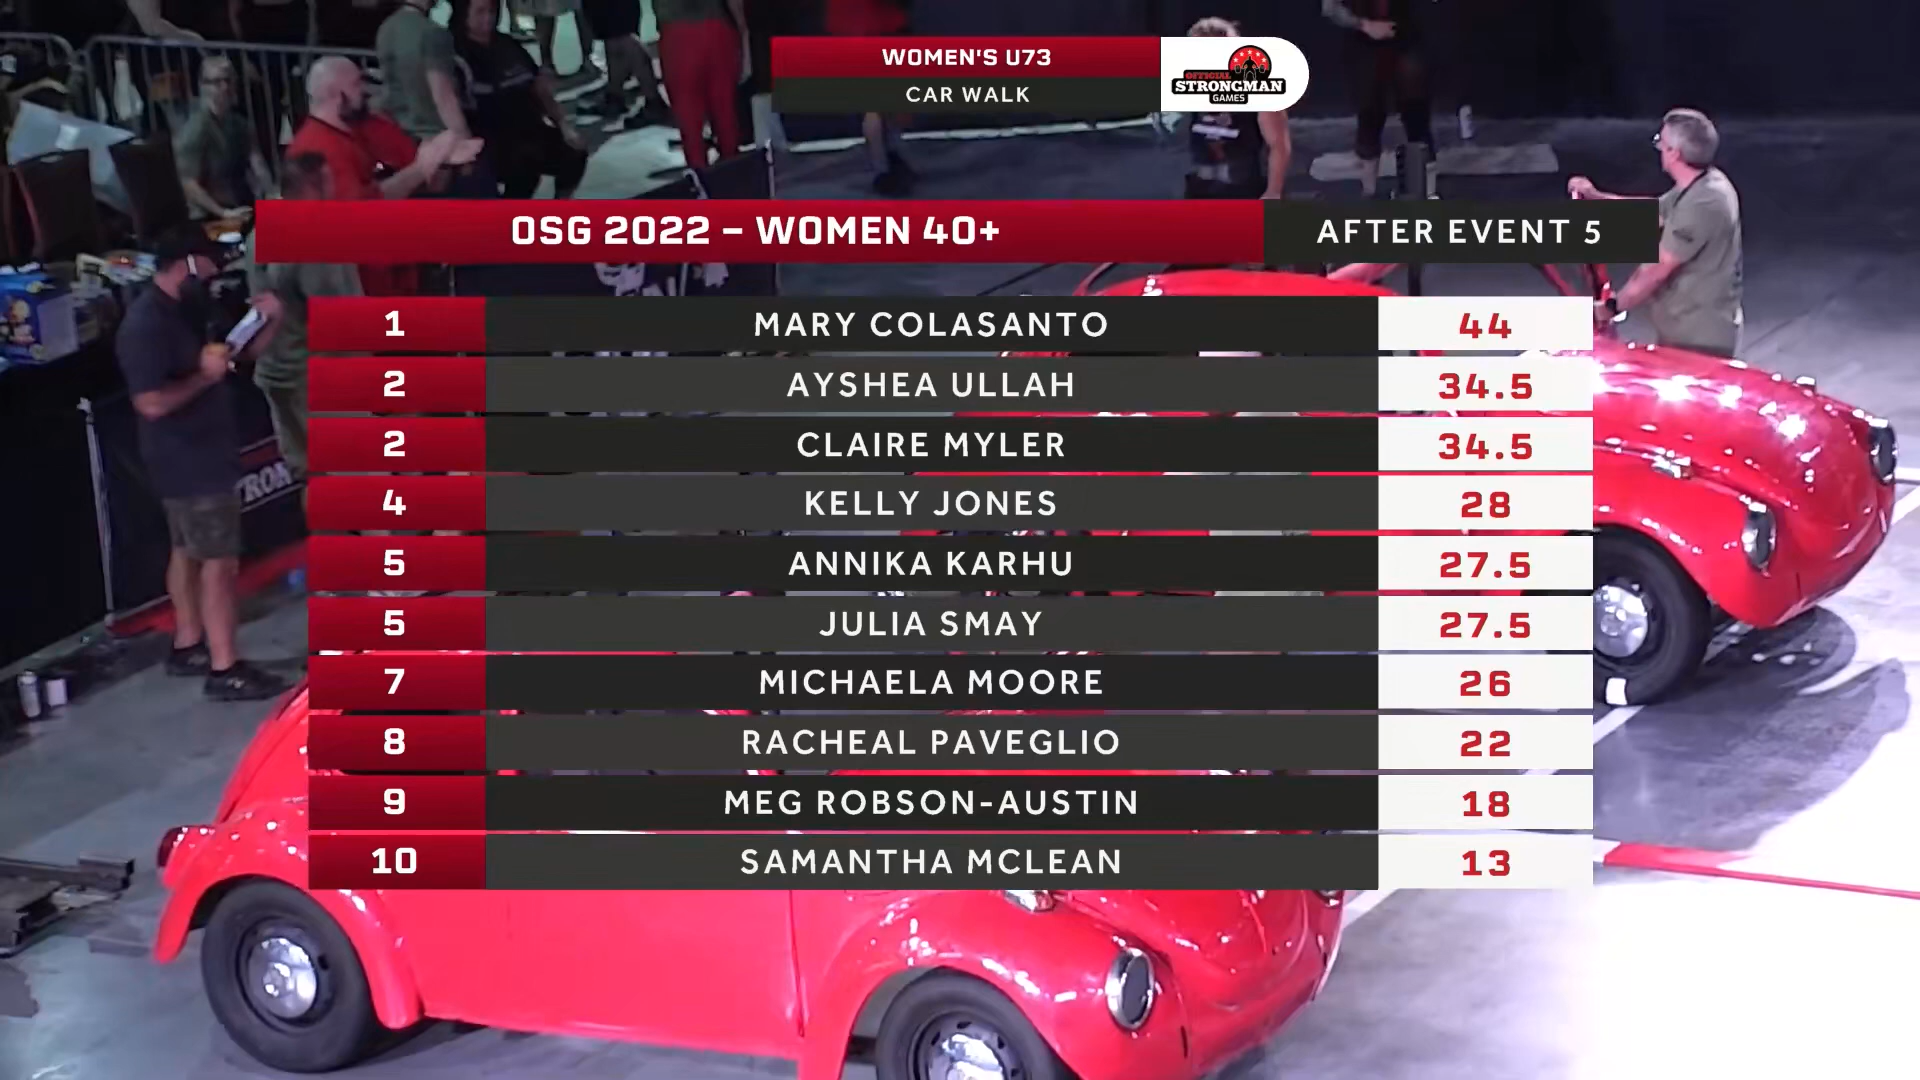 WOMEN'S U73
CAR WALK
OFFICIAL
STRONGMAN
GAMES
OSG 2022 – WOMEN 40+
AFTER EVENT 5
1 MARY COLASANTO 44
2 AYSHEA ULLAH 34.5
2 CLAIRE MYLER 34.5
4 KELLY JONES 28
5 ANNIKA KARHU 27.5
5 JULIA SMAY 27.5
7 MICHAELA MOORE 26
8 RACHEAL PAVEGLIO 22
9 MEG ROBSON-AUSTIN 18
10 SAMANTHA MCLEAN 13